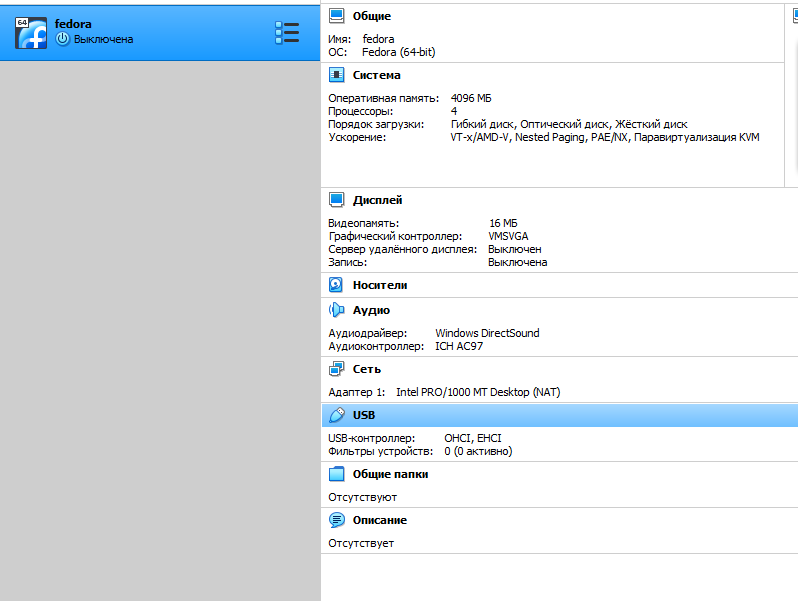 64
fedora
Выключена
Общие
Имя: fedora
ОС: Fedora (64-bit)
Система
Оперативная память: 4096 МБ
Процессоры: 4
Порядок загрузки: Гибкий диск, Оптический диск, Жёсткий диск
Ускорение: VT-x/AMD-V, Nested Paging, PAE/NX, Паравиртуализация KVM
Дисплей
Видеопамять: 16 МБ
Графический контроллер: VMSVGA
Сервер удалённого дисплея: Выключен
Запись: Выключена
Носители
Аудио
Аудиодрайвер: Windows DirectSound
Аудиоконтроллер: ICH AC97
Сеть
Адаптер 1: Intel PRO/1000 MT Desktop (NAT)
USB
USB-контроллер: OHCI, EHCI
Фильтры устройств: 0 (0 активно)
Общие папки
Отсутствуют
Описание
Отсутствует